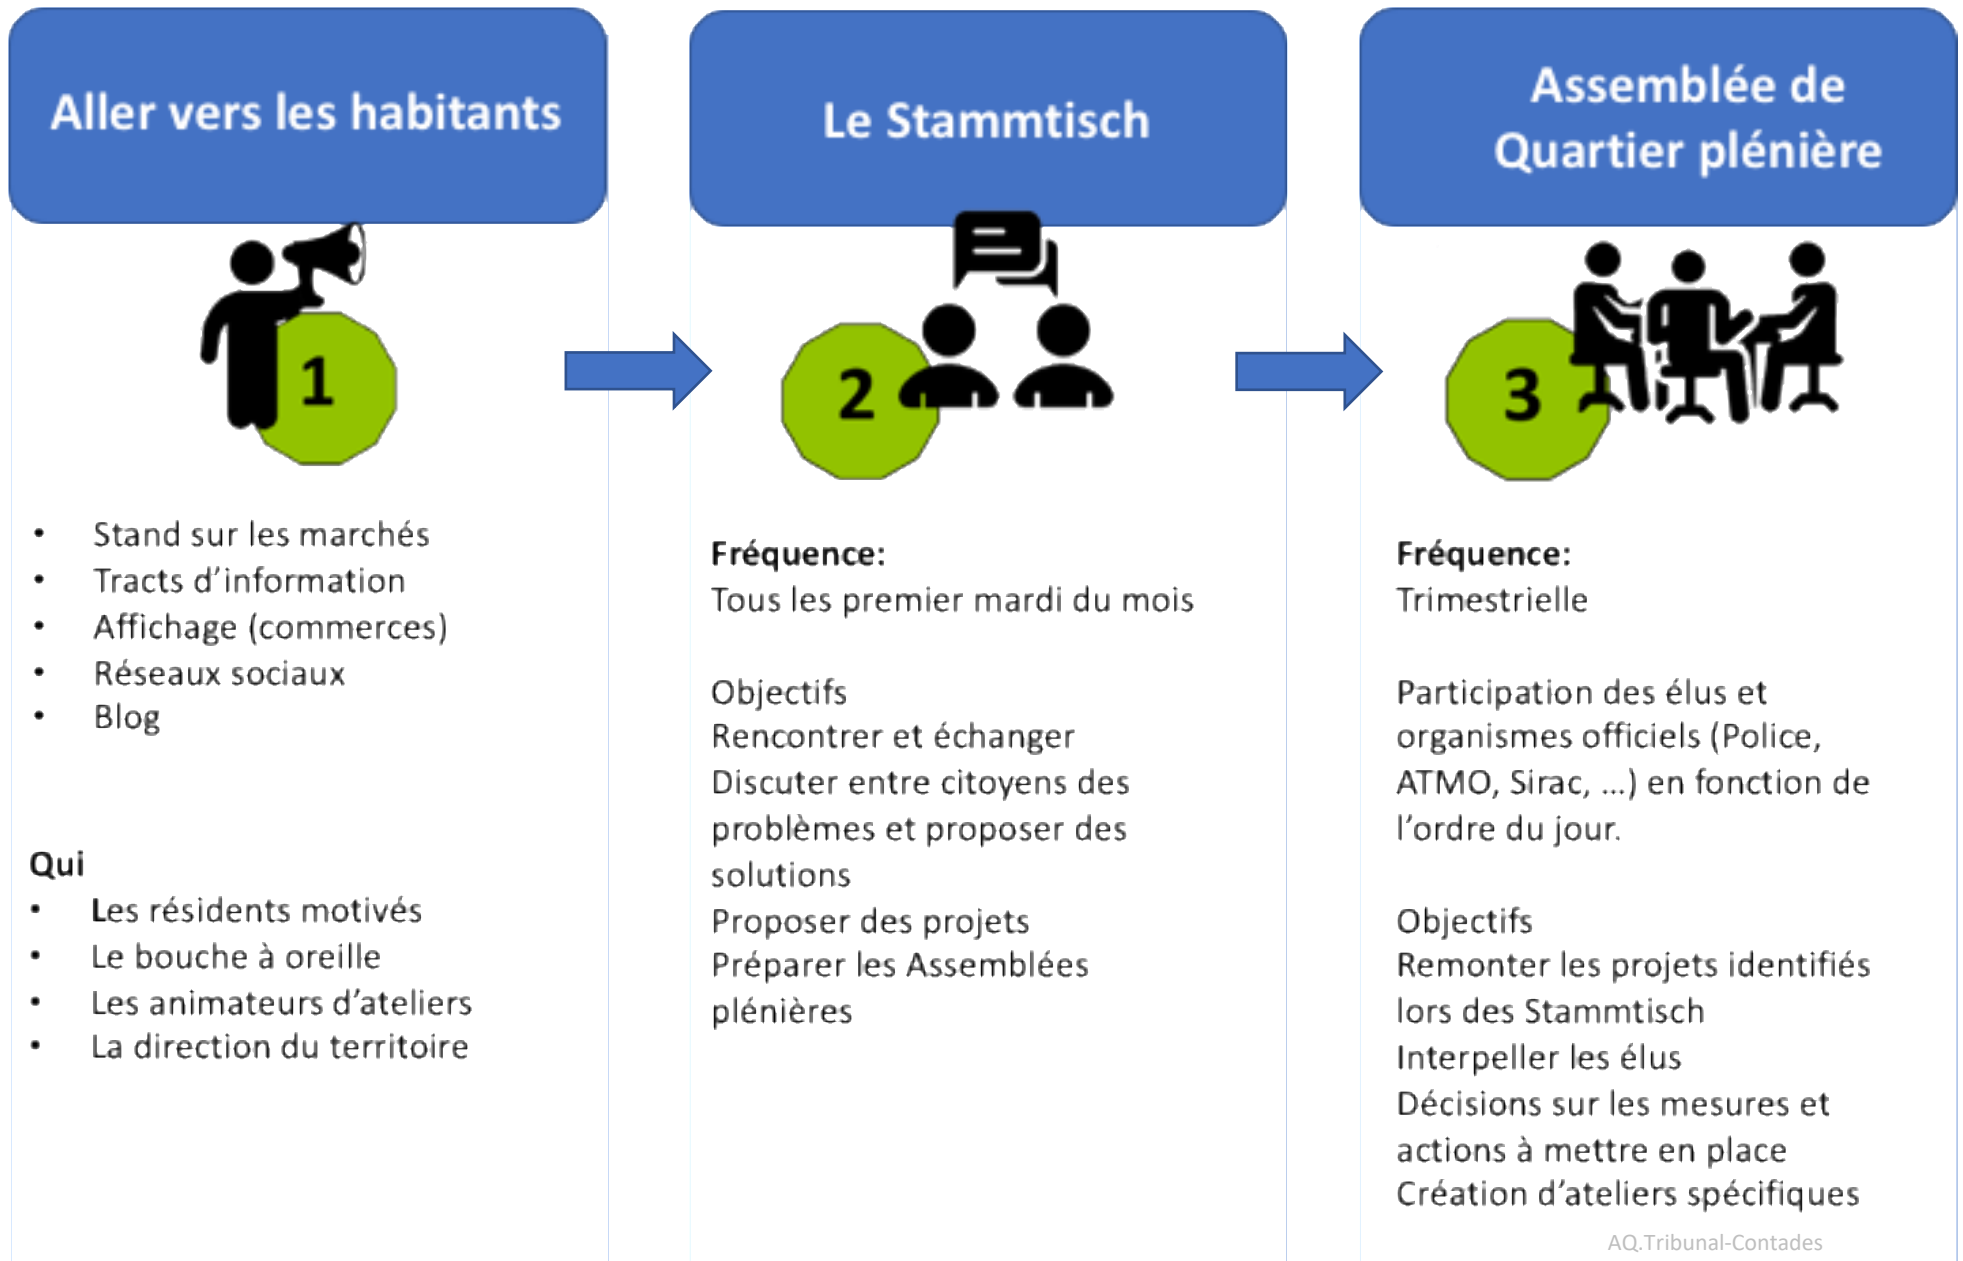 Aller vers les habitants
1
• Stand sur les marchés
• Tracts d’information
• Affichage (commerces)
• Réseaux sociaux
• Blog
Qui
• Les résidents motivés
• Le bouche à oreille
• Les animateurs d’ateliers
• La direction du territoire
Le Stammtisch
2
Fréquence:
Tous les premier mardi du mois
Objectifs
Rencontrer et échanger
Discuter entre citoyens des
problèmes et proposer des
solutions
Proposer des projets
Préparer les Assemblées
plénières
Assemblée de
Quartier plénière
3
Fréquence:
Trimestrielle
Participation des élus et
organismes officiels (Police,
ATMO, Sirac, …) en fonction de
l’ordre du jour.
Objectifs
Remonter les projets identifiés
lors des Stammtisch
Interpeller les élus
Décisions sur les mesures et
actions à mettre en place
Création d’ateliers spécifiques
AQ.Tribunal-Contades